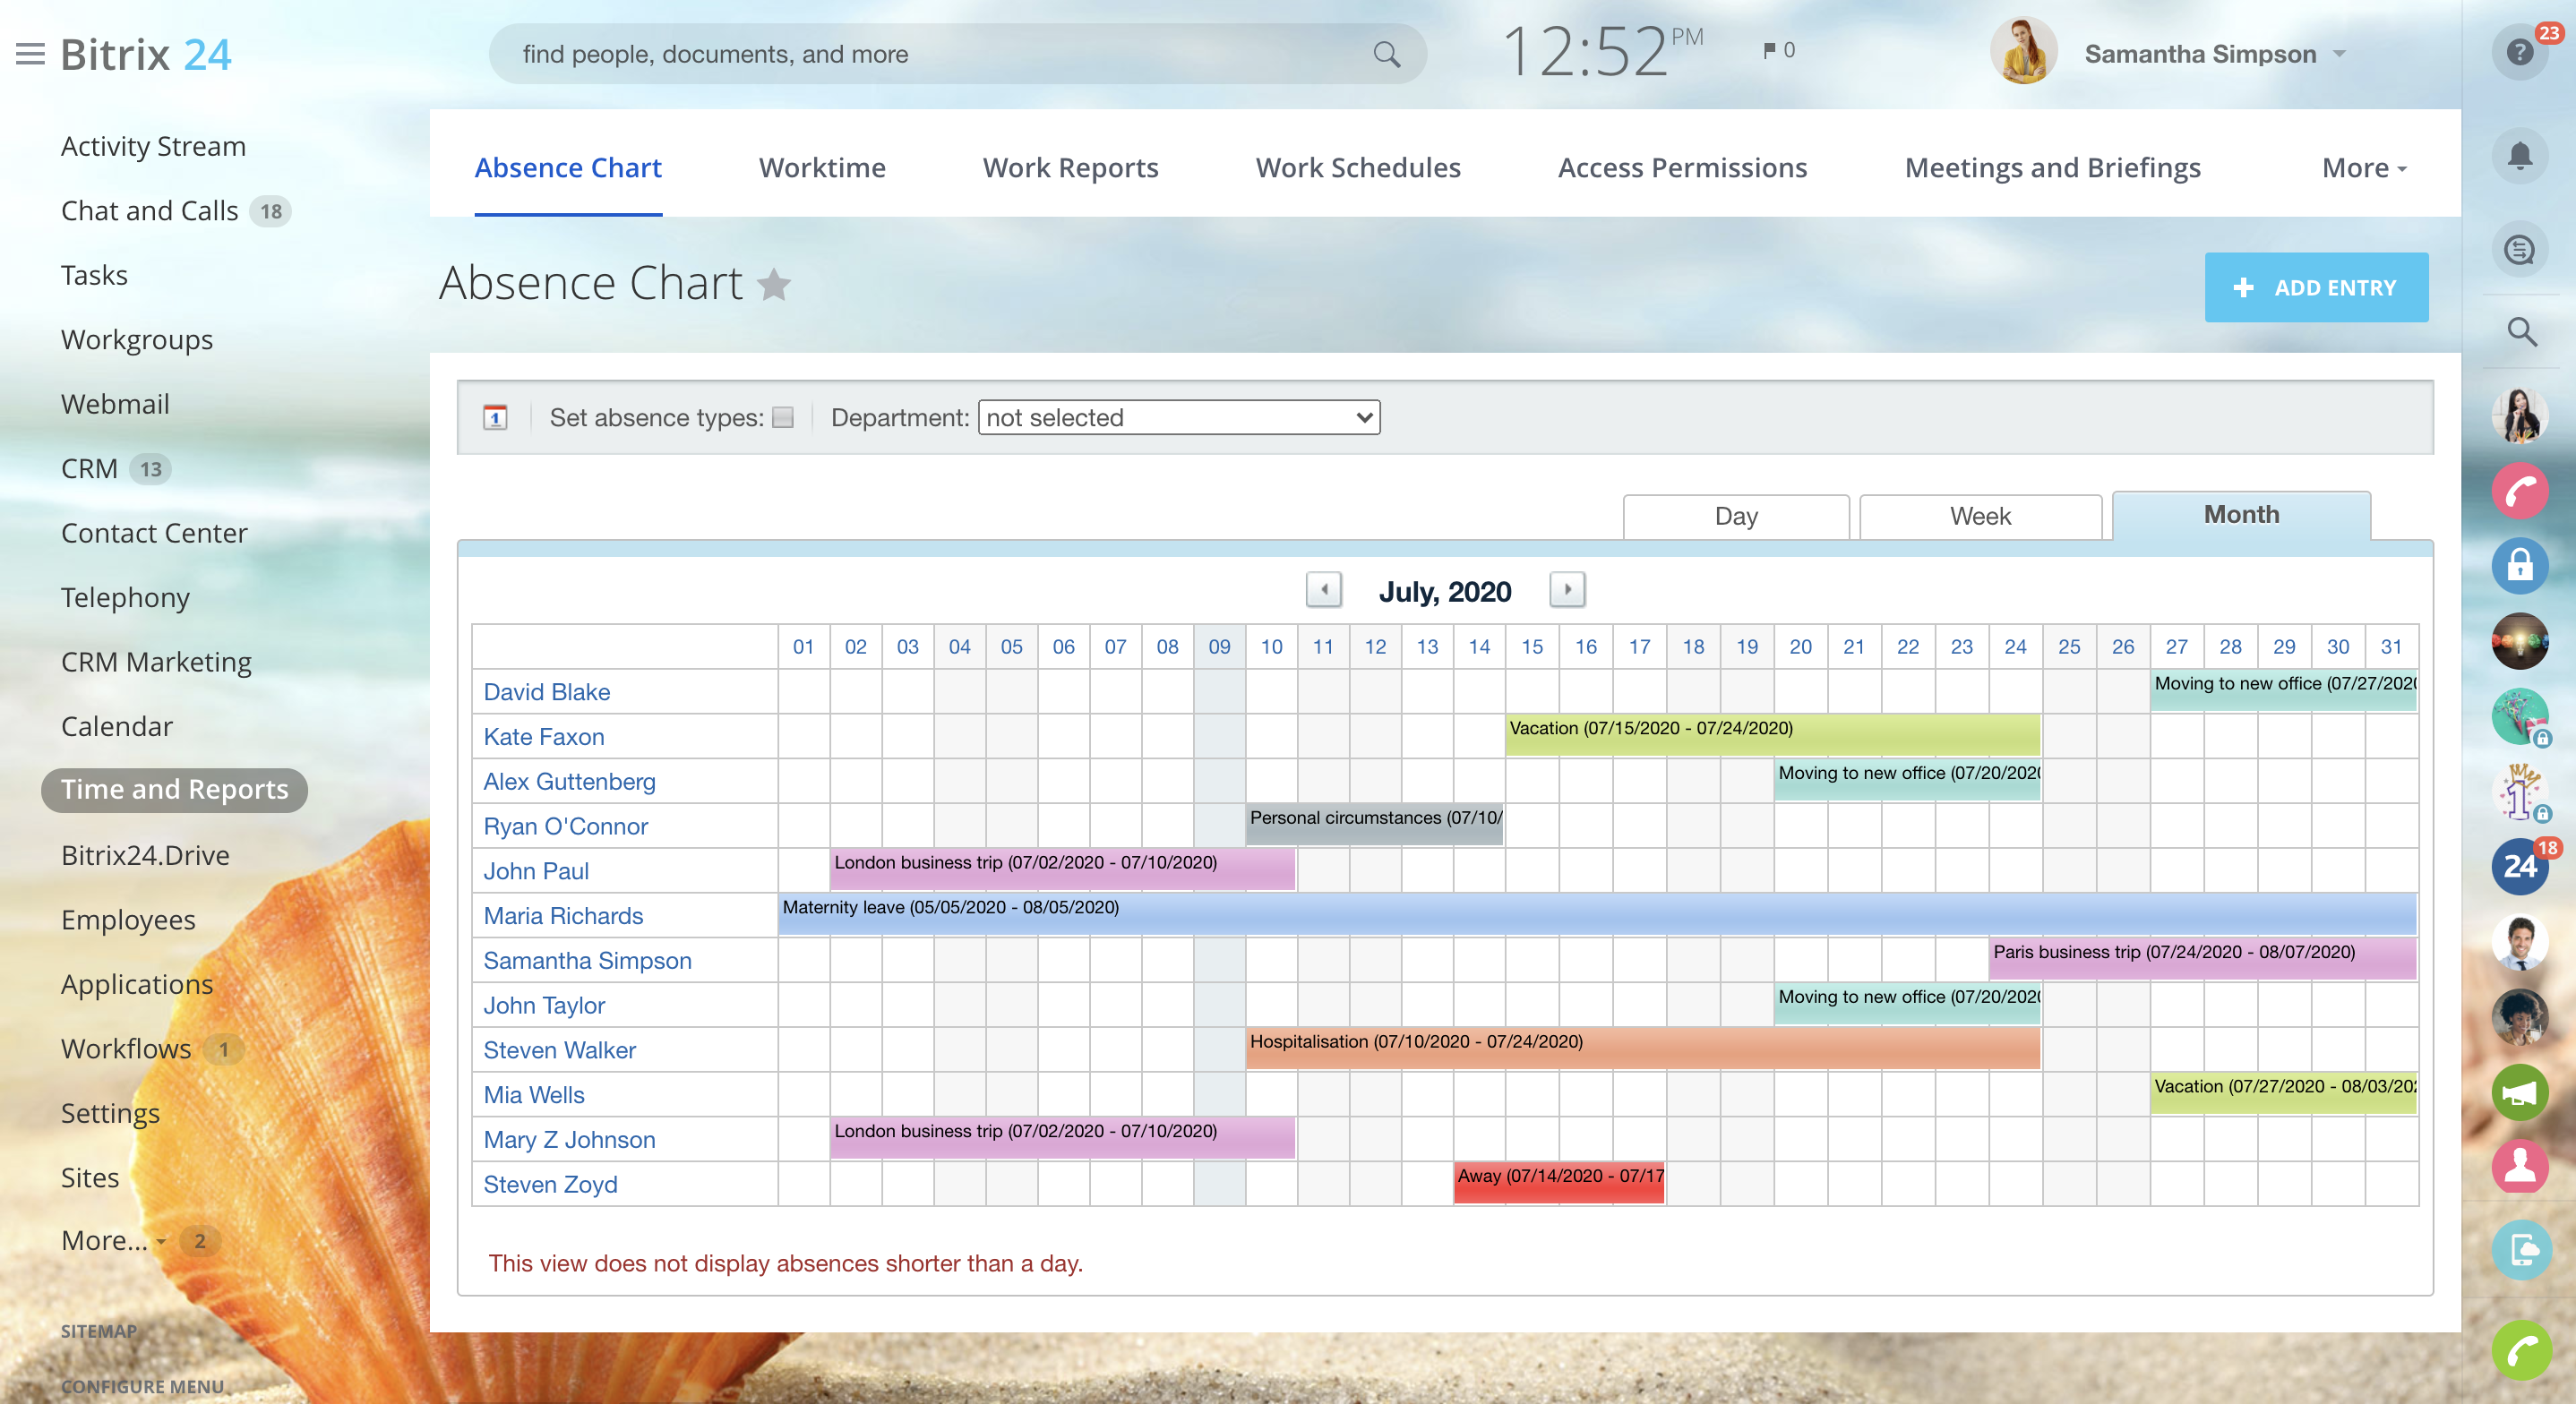 Bitrix 24
find people, documents, and more
12:52 PM
0
Samantha Simpson
23
Activity Stream
Chat and Calls 18
Tasks
Workgroups
Webmail
CRM 13
Contact Center
Telephony
CRM Marketing
Calendar
Time and Reports
Bitrix24.Drive
Employees
Applications
Workflows 1
Settings
Sites
More... 2
SITEMAP
CONFIGURE MENU
Absence Chart Worktime Work Reports Work Schedules Access Permissions Meetings and Briefings More
Absence Chart
+ ADD ENTRY
1 Set absence types: Department: not selected
Day Week Month
July, 2020
01 02 03 04 05 06 07 08 09 10 11 12 13 14 15 16 17 18 19 20 21 22 23 24 25 26 27 28 29 30 31
David Blake Moving to new office (07/27/2020
Kate Faxon Vacation (07/15/2020 - 07/24/2020)
Alex Guttenberg Moving to new office (07/20/2020
Ryan O'Connor Personal circumstances (07/10/
John Paul London business trip (07/02/2020 - 07/10/2020)
Maria Richards Maternity leave (05/05/2020 - 08/05/2020)
Samantha Simpson Paris business trip (07/24/2020 - 08/07/2020)
John Taylor Moving to new office (07/20/2020
Steven Walker Hospitalisation (07/10/2020 - 07/24/2020)
Mia Wells Vacation (07/27/2020 - 08/03/202
Mary Z Johnson London business trip (07/02/2020 - 07/10/2020)
Steven Zoyd Away (07/14/2020 - 07/17
This view does not display absences shorter than a day.
?
1
24 18